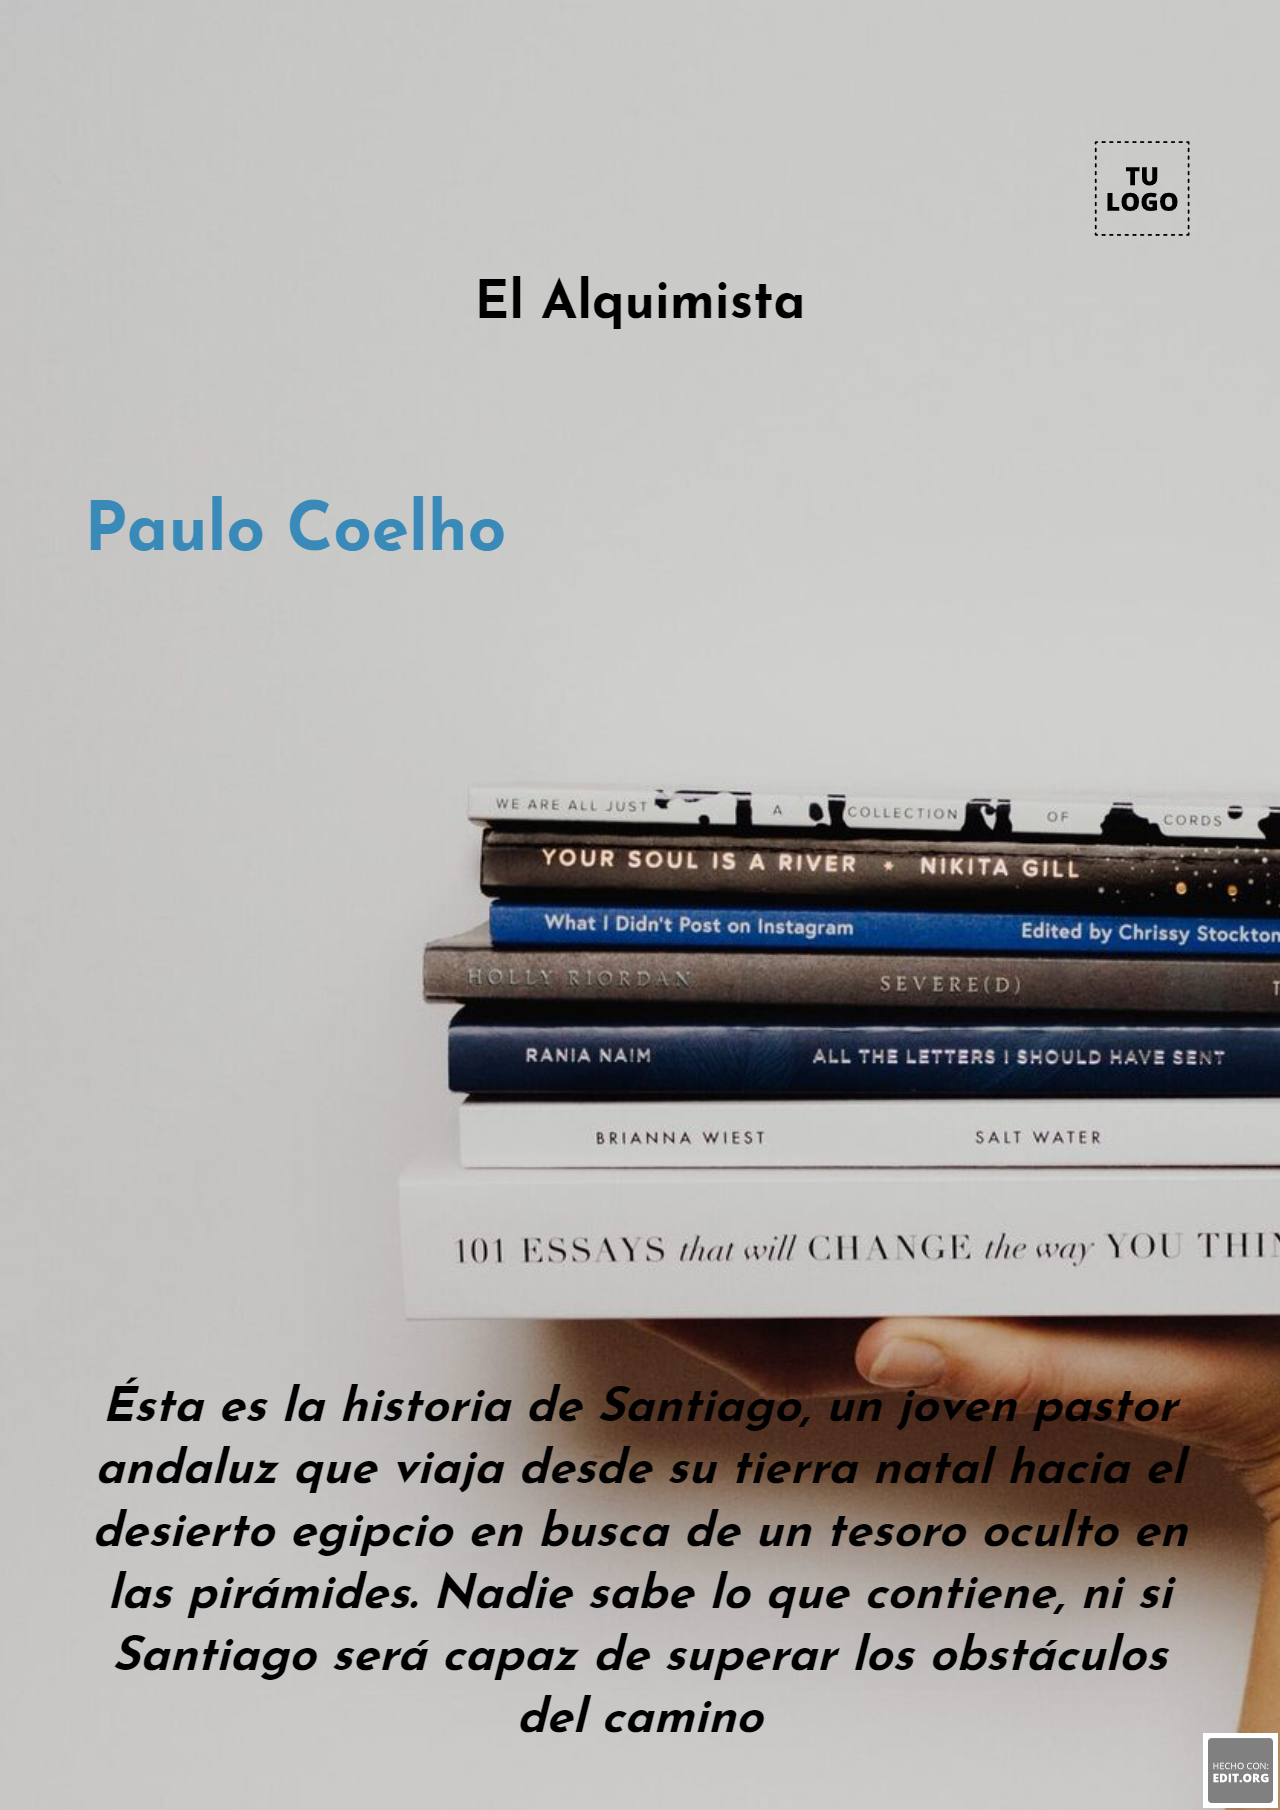 TU
LOGO
El Alquimista
Paulo Coelho
WE ARE ALL JUST A COLLECTION OF CORDS
YOUR SOUL IS A RIVER NIKITA GILL
What I Didn't Post on Instagram Edited by Chrissy Stockton
HOLLY RIORDAN SEVERE(D) T
RANIA NAIM ALL THE LETTERS I SHOULD HAVE SENT
BRIANNA WIEST SALT WATER
101 ESSAYS that will CHANGE the way YOU THIN
Ésta es la historia de Santiago, un joven pastor
andaluz que viaja desde su tierra natal hacia el
desierto egipcio en busca de un tesoro oculto en
las pirámides. Nadie sabe lo que contiene, ni si
Santiago será capaz de superar los obstáculos
del camino
HECHO CON:
EDIT.ORG